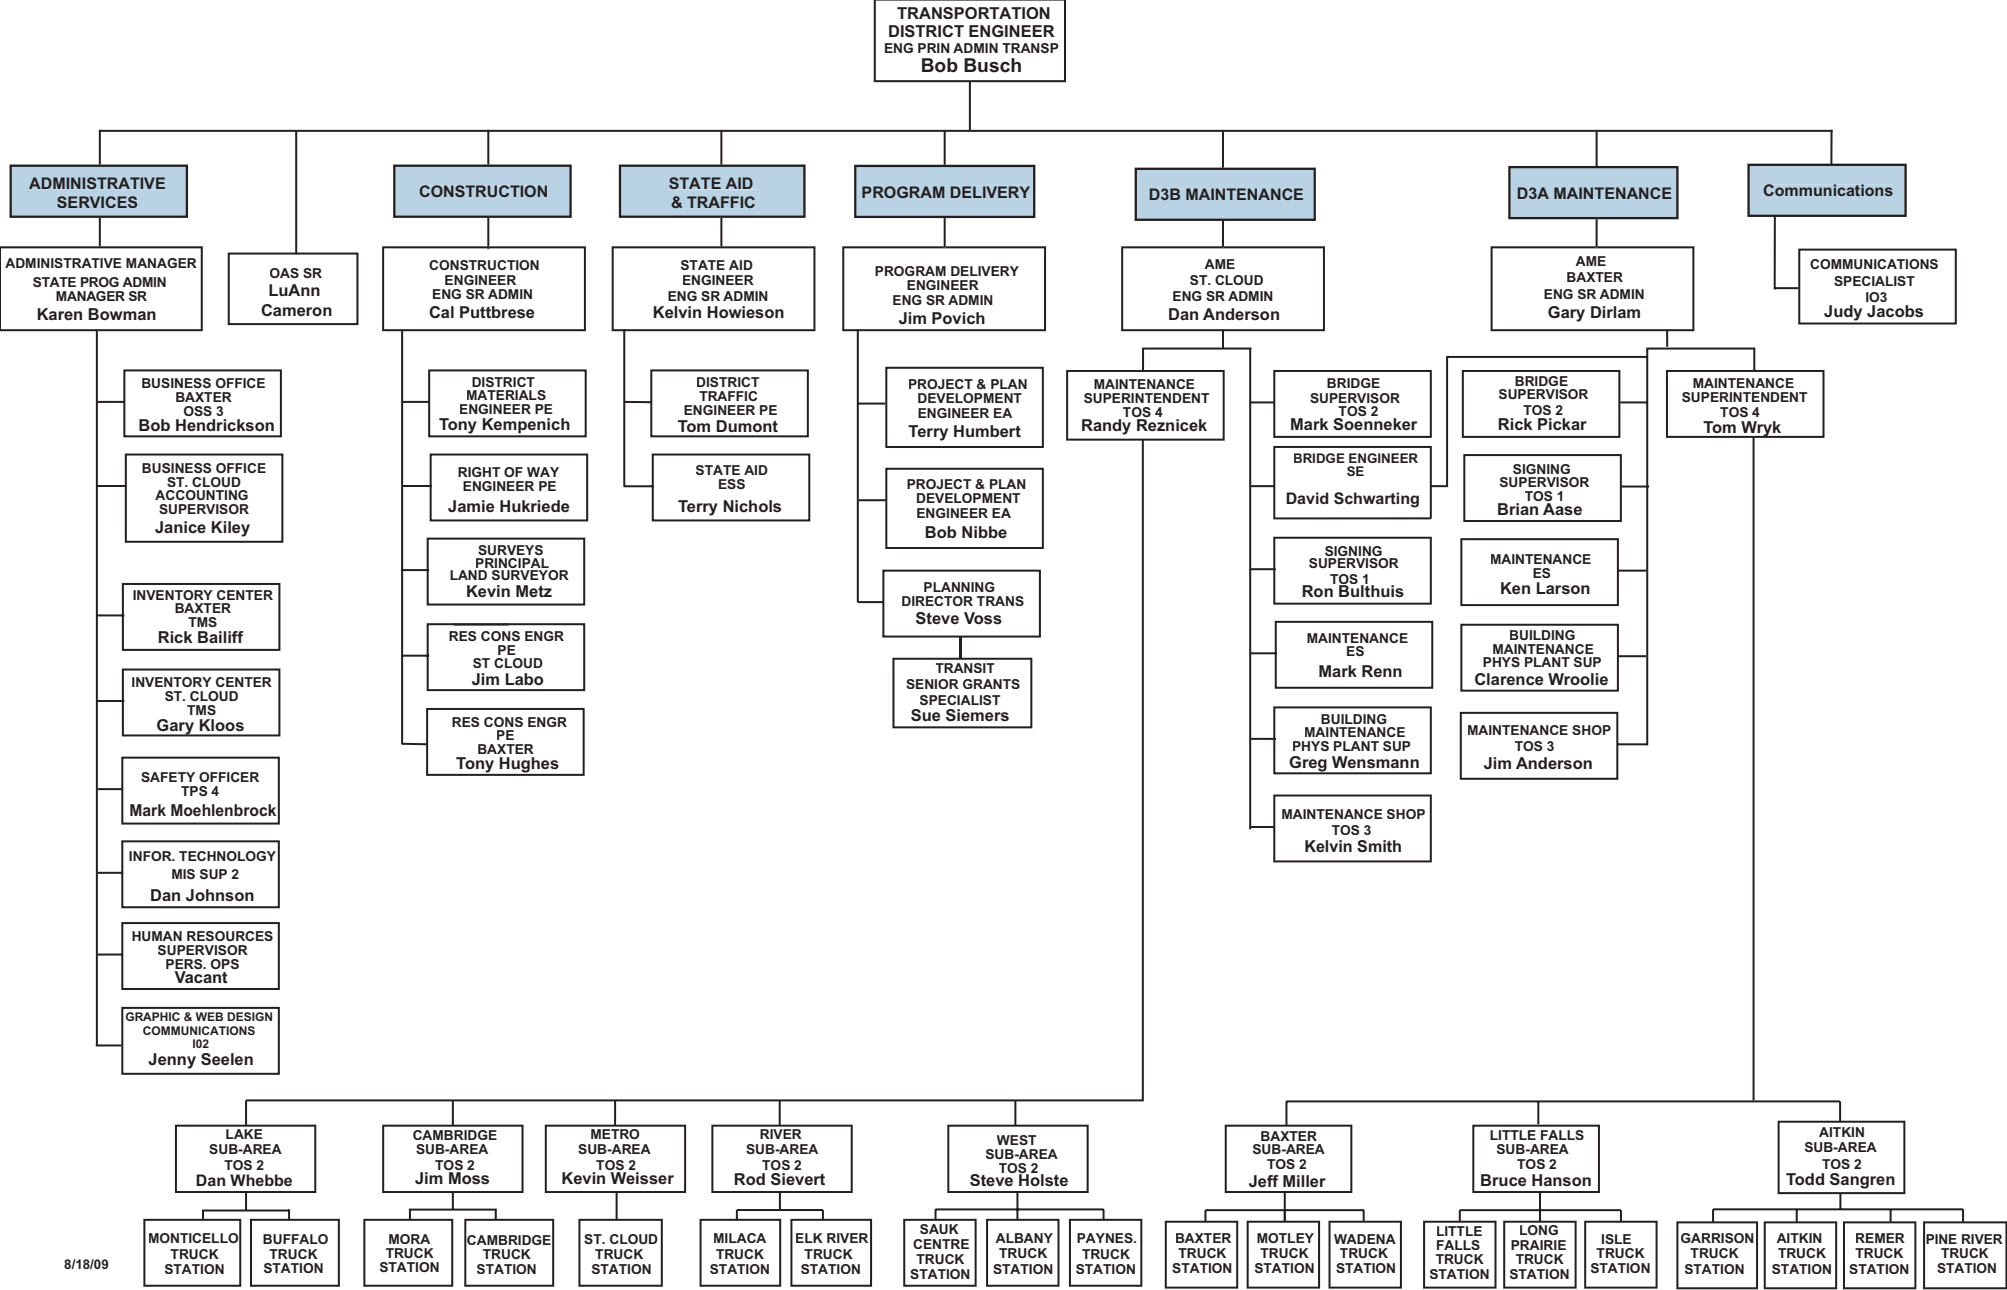 TRANSPORTATION
DISTRICT ENGINEER
ENG PRIN ADMIN TRANSP
Bob Busch
ADMINISTRATIVE
SERVICES
CONSTRUCTION
STATE AID
& TRAFFIC
PROGRAM DELIVERY
D3B MAINTENANCE
D3A MAINTENANCE
Communications
ADMINISTRATIVE MANAGER
STATE PROG ADMIN
MANAGER SR
Karen Bowman
OAS SR
LuAnn
Cameron
CONSTRUCTION
ENGINEER
ENG SR ADMIN
Cal Puttbrese
STATE AID
ENGINEER
ENG SR ADMIN
Kelvin Howieson
PROGRAM DELIVERY
ENGINEER
ENG SR ADMIN
Jim Povich
AME
ST. CLOUD
ENG SR ADMIN
Dan Anderson
AME
BAXTER
ENG SR ADMIN
Gary Dirlam
COMMUNICATIONS
SPECIALIST
IO3
Judy Jacobs
BUSINESS OFFICE
BAXTER
OSS 3
Bob Hendrickson
BUSINESS OFFICE
ST. CLOUD
ACCOUNTING
SUPERVISOR
Janice Kiley
INVENTORY CENTER
BAXTER
TMS
Rick Bailiff
INVENTORY CENTER
ST. CLOUD
TMS
Gary Kloos
SAFETY OFFICER
TPS 4
Mark Moehlenbrock
INFOR. TECHNOLOGY
MIS SUP 2
Dan Johnson
HUMAN RESOURCES
SUPERVISOR
PERS. OPS
Vacant
GRAPHIC & WEB DESIGN
COMMUNICATIONS
I02
Jenny Seelen
DISTRICT
MATERIALS
ENGINEER PE
Tony Kempenich
RIGHT OF WAY
ENGINEER PE
Jamie Hukriede
SURVEYS
PRINCIPAL
LAND SURVEYOR
Kevin Metz
RES CONS ENGR
PE
ST CLOUD
Jim Labo
RES CONS ENGR
PE
BAXTER
Tony Hughes
DISTRICT
TRAFFIC
ENGINEER PE
Tom Dumont
STATE AID
ESS
Terry Nichols
PROJECT & PLAN
DEVELOPMENT
ENGINEER EA
Terry Humbert
PROJECT & PLAN
DEVELOPMENT
ENGINEER EA
Bob Nibbe
PLANNING
DIRECTOR TRANS
Steve Voss
TRANSIT
SENIOR GRANTS
SPECIALIST
Sue Siemers
MAINTENANCE
SUPERINTENDENT
TOS 4
Randy Reznicek
BRIDGE
SUPERVISOR
TOS 2
Mark Soenneker
BRIDGE ENGINEER
SE
David Schwarting
SIGNING
SUPERVISOR
TOS 1
Ron Bulthuis
MAINTENANCE
ES
Mark Renn
BUILDING
MAINTENANCE
PHYS PLANT SUP
Greg Wensmann
MAINTENANCE SHOP
TOS 3
Kelvin Smith
BRIDGE
SUPERVISOR
TOS 2
Rick Pickar
SIGNING
SUPERVISOR
TOS 1
Brian Aase
MAINTENANCE
ES
Ken Larson
BUILDING
MAINTENANCE
PHYS PLANT SUP
Clarence Wroolie
MAINTENANCE SHOP
TOS 3
Jim Anderson
MAINTENANCE
SUPERINTENDENT
TOS 4
Tom Wryk
LAKE
SUB-AREA
TOS 2
Dan Whebbe
CAMBRIDGE
SUB-AREA
TOS 2
Jim Moss
METRO
SUB-AREA
TOS 2
Kevin Weisser
RIVER
SUB-AREA
TOS 2
Rod Sievert
WEST
SUB-AREA
TOS 2
Steve Holste
BAXTER
SUB-AREA
TOS 2
Jeff Miller
LITTLE FALLS
SUB-AREA
TOS 2
Bruce Hanson
AITKIN
SUB-AREA
TOS 2
Todd Sangren
MONTICELLO
TRUCK
STATION
BUFFALO
TRUCK
STATION
MORA
TRUCK
STATION
CAMBRIDGE
TRUCK
STATION
ST. CLOUD
TRUCK
STATION
MILACA
TRUCK
STATION
ELK RIVER
TRUCK
STATION
SAUK
CENTRE
TRUCK
STATION
ALBANY
TRUCK
STATION
PAYNES.
TRUCK
STATION
BAXTER
TRUCK
STATION
MOTLEY
TRUCK
STATION
WADENA
TRUCK
STATION
LITTLE
FALLS
TRUCK
STATION
LONG
PRAIRIE
TRUCK
STATION
ISLE
TRUCK
STATION
GARRISON
TRUCK
STATION
AITKIN
TRUCK
STATION
REMER
TRUCK
STATION
PINE RIVER
TRUCK
STATION
8/18/09